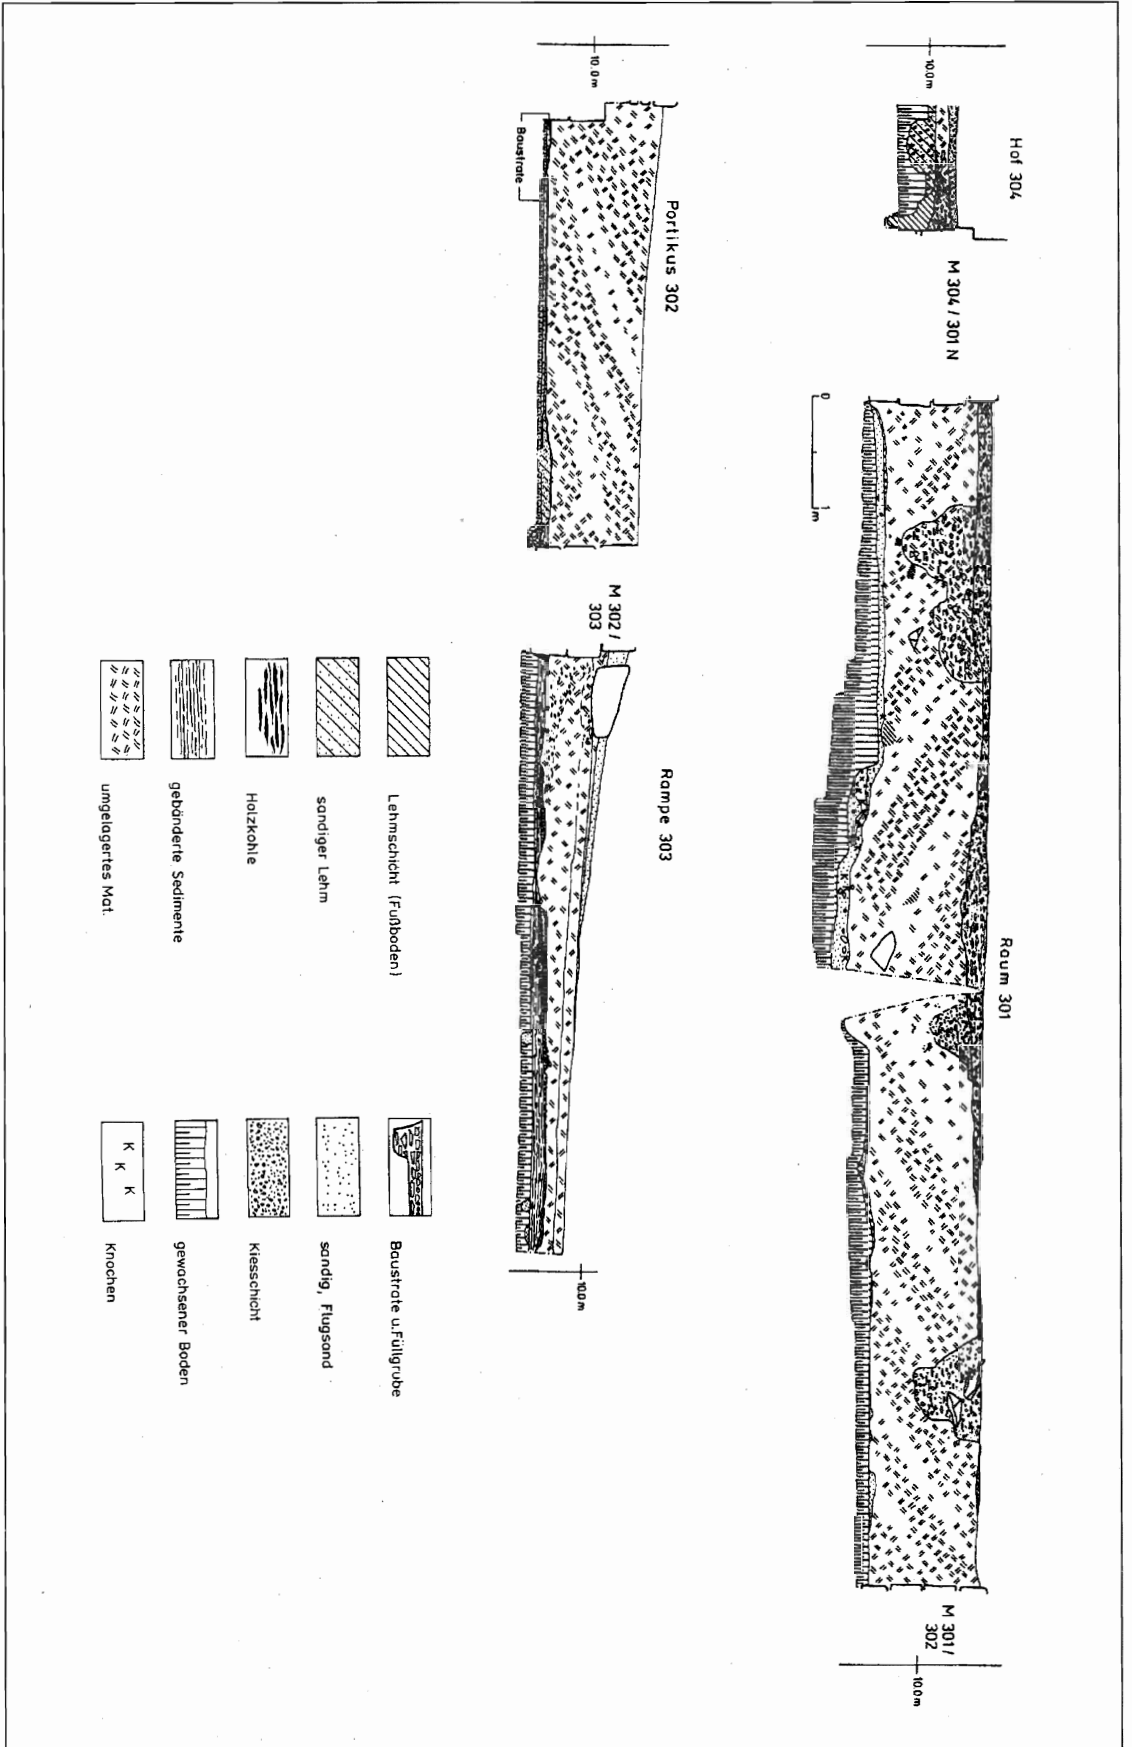 Hof 304
10.0 m
M 304 / 301 N
Raum 301
0
1m
M 301 /
302
10.0 m
Portikus 302
10.0 m
Baustrate
M 302 /
303
Rampe 303
10.0 m
Lehmschicht (Fußboden)
sandiger Lehm
Holzkohle
gebänderte Sedimente
umgelagertes Mat.
Baustrate u. Füllgrube
sandig, Flugsand
Kiesschicht
gewachsener Boden
K
K
K
Knochen